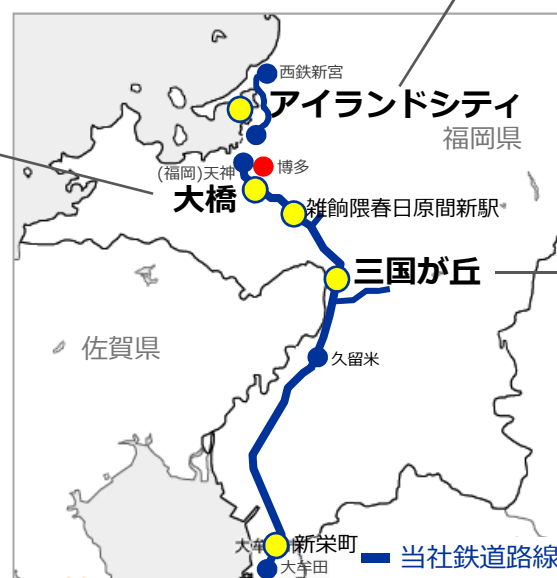 西鉄新宮
アイランドシティ
福岡県
(福岡)天神
博多
大橋
雑餉隈春日原間新駅
三国が丘
佐賀県
久留米
新栄町
大牟田
当社鉄道路線